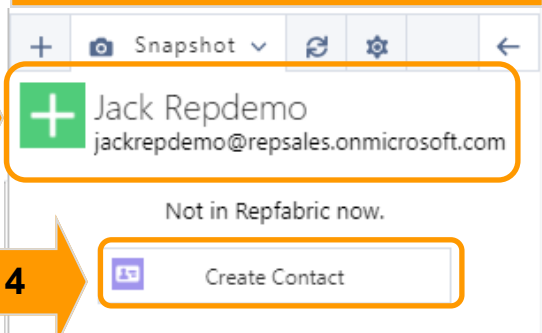 Snapshot
Jack Repdemo
jackrepdemo@repsales.onmicrosoft.com
Not in Repfabric now.
4
Create Contact